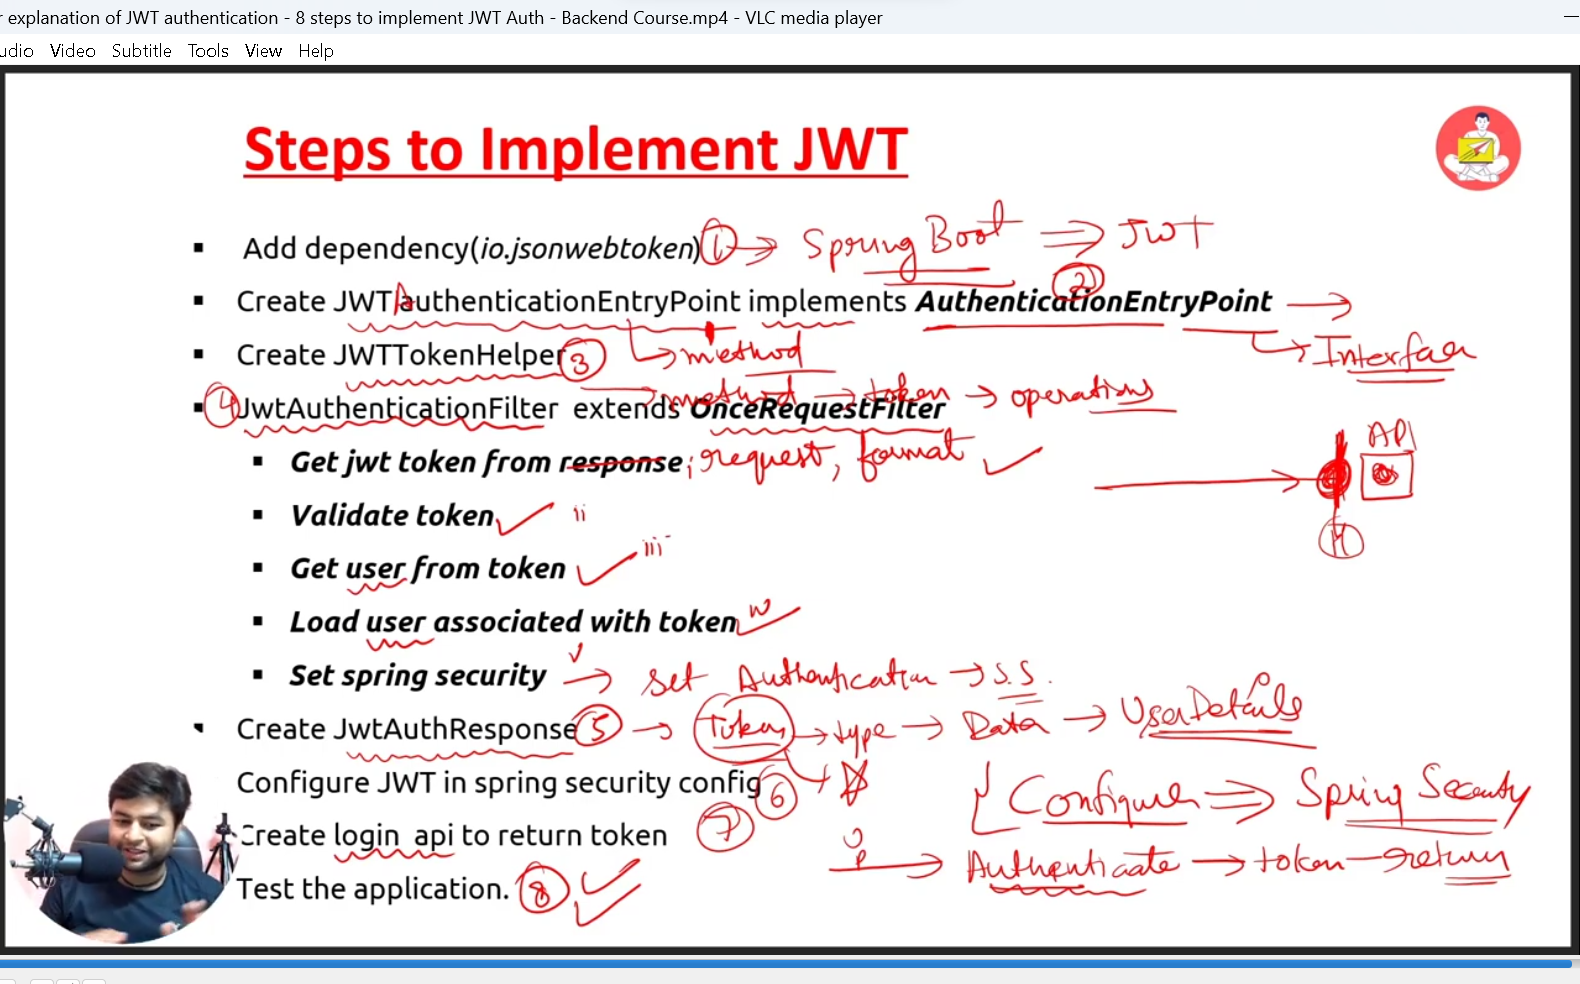 explanation of JWT authentication - 8 steps to implement JWT Auth - Backend Course.mp4 - VLC media player
udio Video Subtitle Tools View Help
Steps to Implement JWT
▪ Add dependency(io.jsonwebtoken) 1 → Spring Boot ⇒ JWT
2
▪ Create JWTAuthenticationEntryPoint implements AuthenticationEntryPoint →
▪ Create JWTTokenHelper 3 → method → Interface
→ method → token → operations
▪ 4 JwtAuthenticationFilter extends OnceRequestFilter
API
▪ Get jwt token from response i request, format
▪ Validate token ii
▪ Get user from token iii
▪ Load user associated with token iv
▪ Set spring security v → Set Authentication → S.S.
▪ Create JwtAuthResponse 5 → Token → type → Data → UserDetails
Configure JWT in spring security config 6 { Configure ⇒ Spring Security
Create login api to return token 7
→ Authenticate → token - return
Test the application. 8